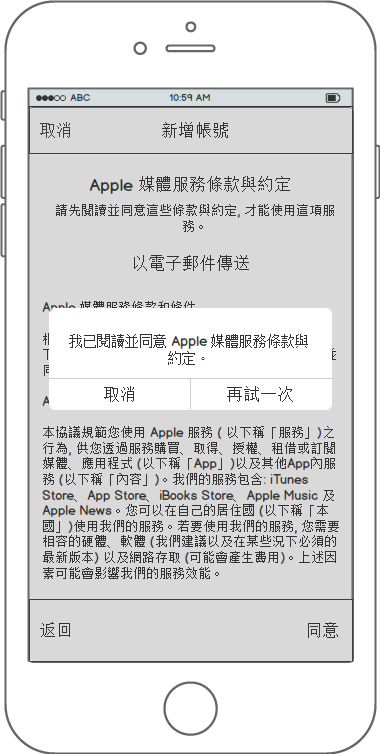 ABC 10:59 AM
取消 新增帳號
Apple 媒體服務條款與約定
請先閱讀並同意這些條款與約定, 才能使用這項服
務。
以電子郵件傳送
Apple 媒體服務條款和條件
我已閱讀並同意 Apple 媒體服務條款與
約定。
取消 再試一次
本協議規範您使用 Apple 服務 ( 以下稱「服務」)之
行為, 供您透過服務購買、取得、授權、租借或訂閱
媒體、應用程式 (以下稱「App」)以及其他App內服
務 (以下稱「內容」)。我們的服務包含: iTunes
Store、App Store、iBooks Store、Apple Music 及
Apple News。您可以在自己的居住國 (以下稱「本
國」)使用我們的服務。若要使用我們的服務, 您需要
相容的硬體、軟體 (我們建議以及在某些況下必須的
最新版本) 以及網路存取 (可能會產生費用)。上述因
素可能會影響我們的服務效能。
返回 同意